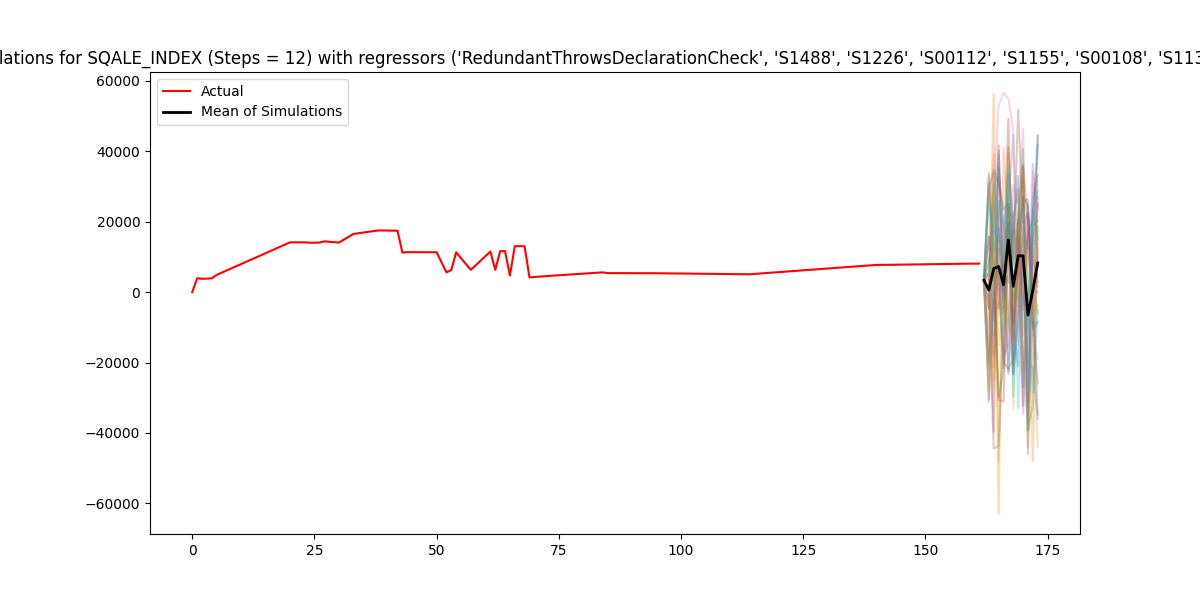 lations for SQALE_INDEX (Steps = 12) with regressors ('RedundantThrowsDeclarationCheck', 'S1488', 'S1226', 'S00112', 'S1155', 'S00108', 'S113
Actual
Mean of Simulations
60000
40000
20000
0
−20000
−40000
−60000
0 25 50 75 100 125 150 175